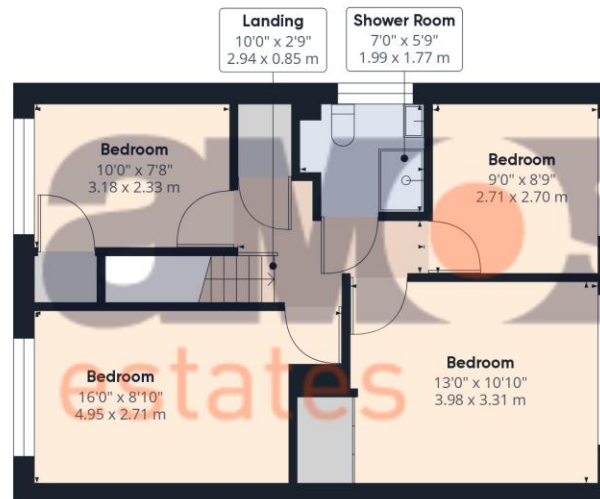 Landing
10'0" x 2'9"
2.94 x 0.85 m
Shower Room
7'0" x 5'9"
1.99 x 1.77 m
Bedroom
10'0" x 7'8"
3.18 x 2.33 m
Bedroom
9'0" x 8'9"
2.71 x 2.70 m
Bedroom
16'0" x 8'10"
4.95 x 2.71 m
Bedroom
13'0" x 10'10"
3.98 x 3.31 m
estates